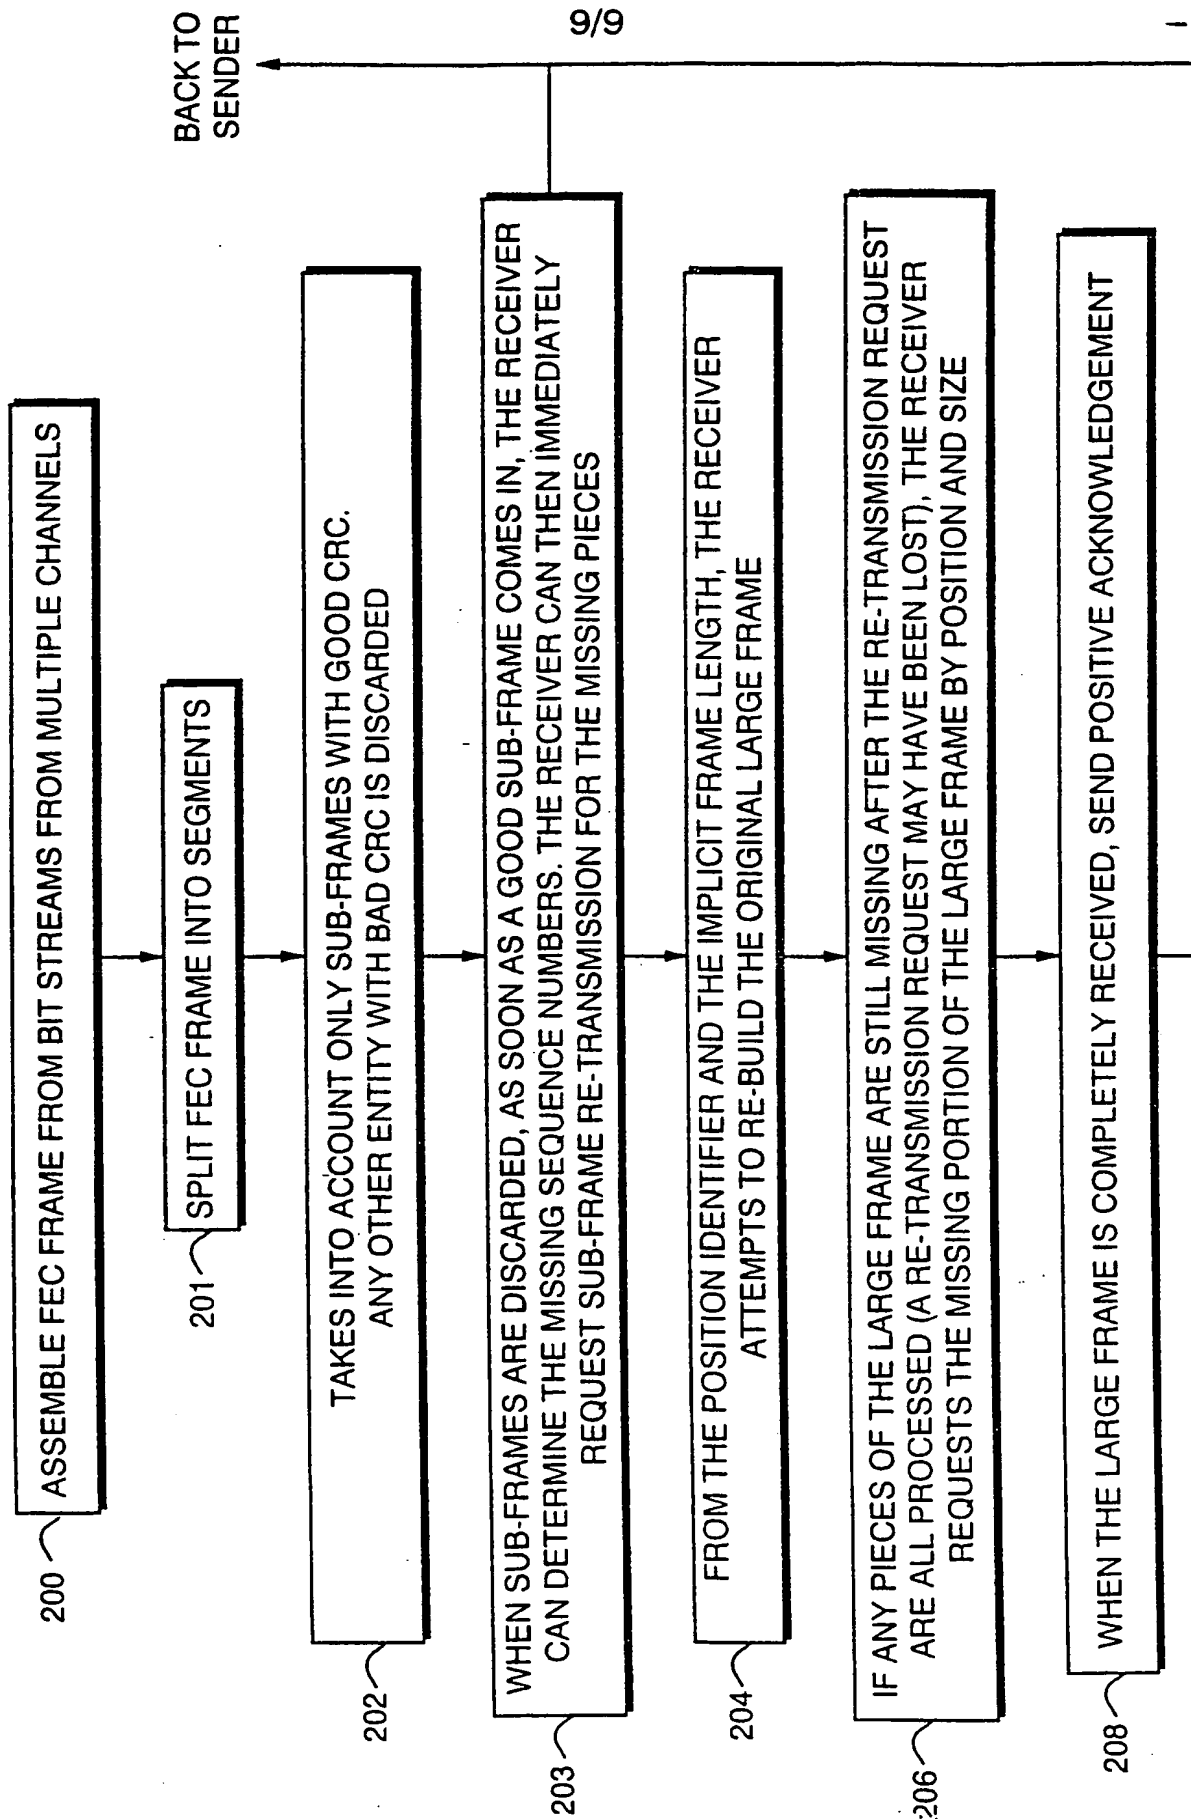 9/9
200 ASSEMBLE FEC FRAME FROM BIT STREAMS FROM MULTIPLE CHANNELS
BACK TO
SENDER
201 SPLIT FEC FRAME INTO SEGMENTS
202
TAKES INTO ACCOUNT ONLY SUB-FRAMES WITH GOOD CRC.
ANY OTHER ENTITY WITH BAD CRC IS DISCARDED
203
WHEN SUB-FRAMES ARE DISCARDED, AS SOON AS A GOOD SUB-FRAME COMES IN, THE RECEIVER
CAN DETERMINE THE MISSING SEQUENCE NUMBERS. THE RECEIVER CAN THEN IMMEDIATELY
REQUEST SUB-FRAME RE-TRANSMISSION FOR THE MISSING PIECES
204
FROM THE POSITION IDENTIFIER AND THE IMPLICIT FRAME LENGTH, THE RECEIVER
ATTEMPTS TO RE-BUILD THE ORIGINAL LARGE FRAME
206
IF ANY PIECES OF THE LARGE FRAME ARE STILL MISSING AFTER THE RE-TRANSMISSION REQUEST
ARE ALL PROCESSED (A RE-TRANSMISSION REQUEST MAY HAVE BEEN LOST), THE RECEIVER
REQUESTS THE MISSING PORTION OF THE LARGE FRAME BY POSITION AND SIZE
208
WHEN THE LARGE FRAME IS COMPLETELY RECEIVED, SEND POSITIVE ACKNOWLEDGEMENT